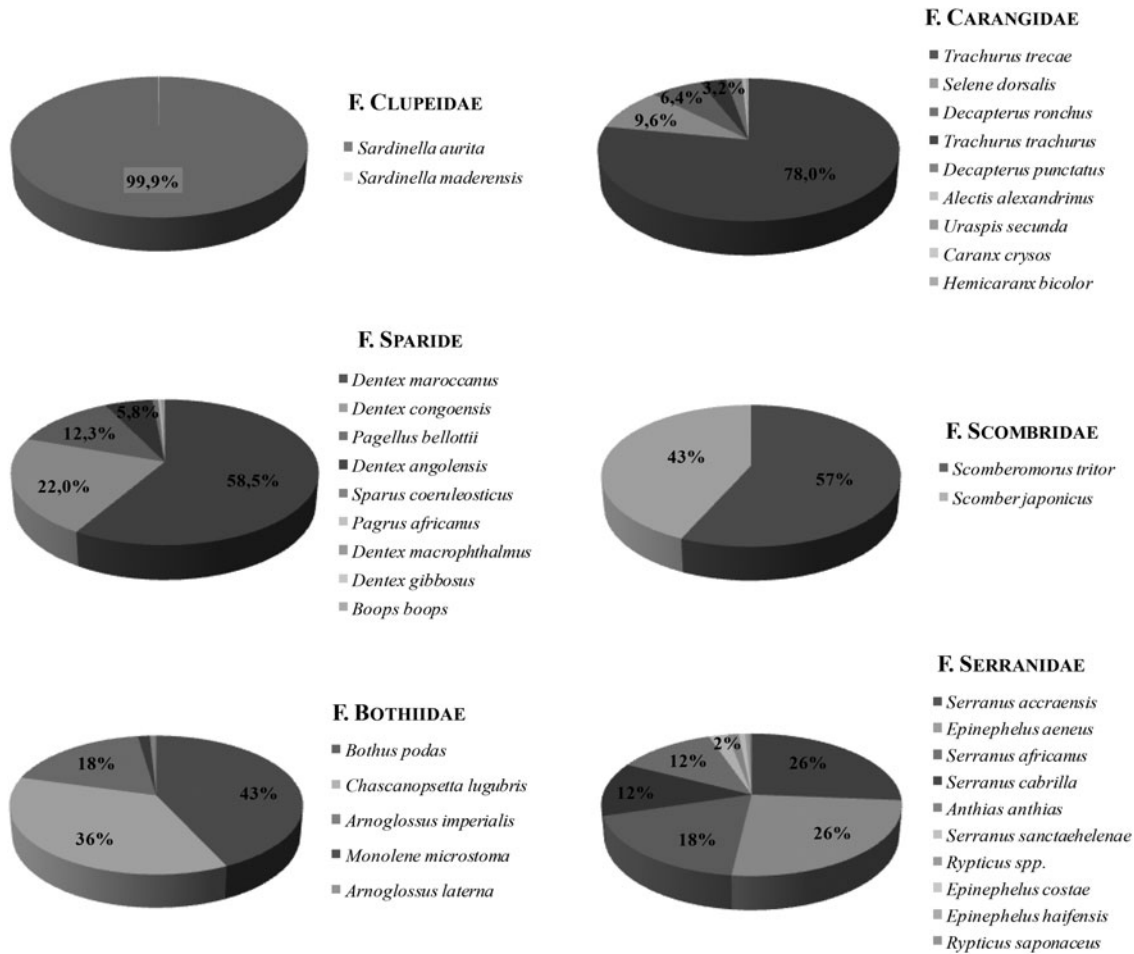 F. CLUPEIDAE
99,9%
Sardinella aurita
Sardinella maderensis
F. CARANGIDAE
78,0%
9,6%
6,4%
3,2%
Trachurus trecae
Selene dorsalis
Decapterus ronchus
Trachurus trachurus
Decapterus punctatus
Alectis alexandrinus
Uraspis secunda
Caranx crysos
Hemicaranx bicolor
F. SPARIDE
58,5%
22,0%
12,3%
5,8%
Dentex maroccanus
Dentex congoensis
Pagellus bellottii
Dentex angolensis
Sparus coeruleosticus
Pagrus africanus
Dentex macrophthalmus
Dentex gibbosus
Boops boops
F. SCOMBRIDAE
43%
57%
Scomberomorus tritor
Scomber japonicus
F. BOTHIIDAE
18%
43%
36%
Bothus podas
Chascanopsetta lugubris
Arnoglossus imperialis
Monolene microstoma
Arnoglossus laterna
F. SERRANIDAE
2%
12%
26%
12%
18%
26%
Serranus accraensis
Epinephelus aeneus
Serranus africanus
Serranus cabrilla
Anthias anthias
Serranus sanctaehelenae
Rypticus spp.
Epinephelus costae
Epinephelus haifensis
Rypticus saponaceus